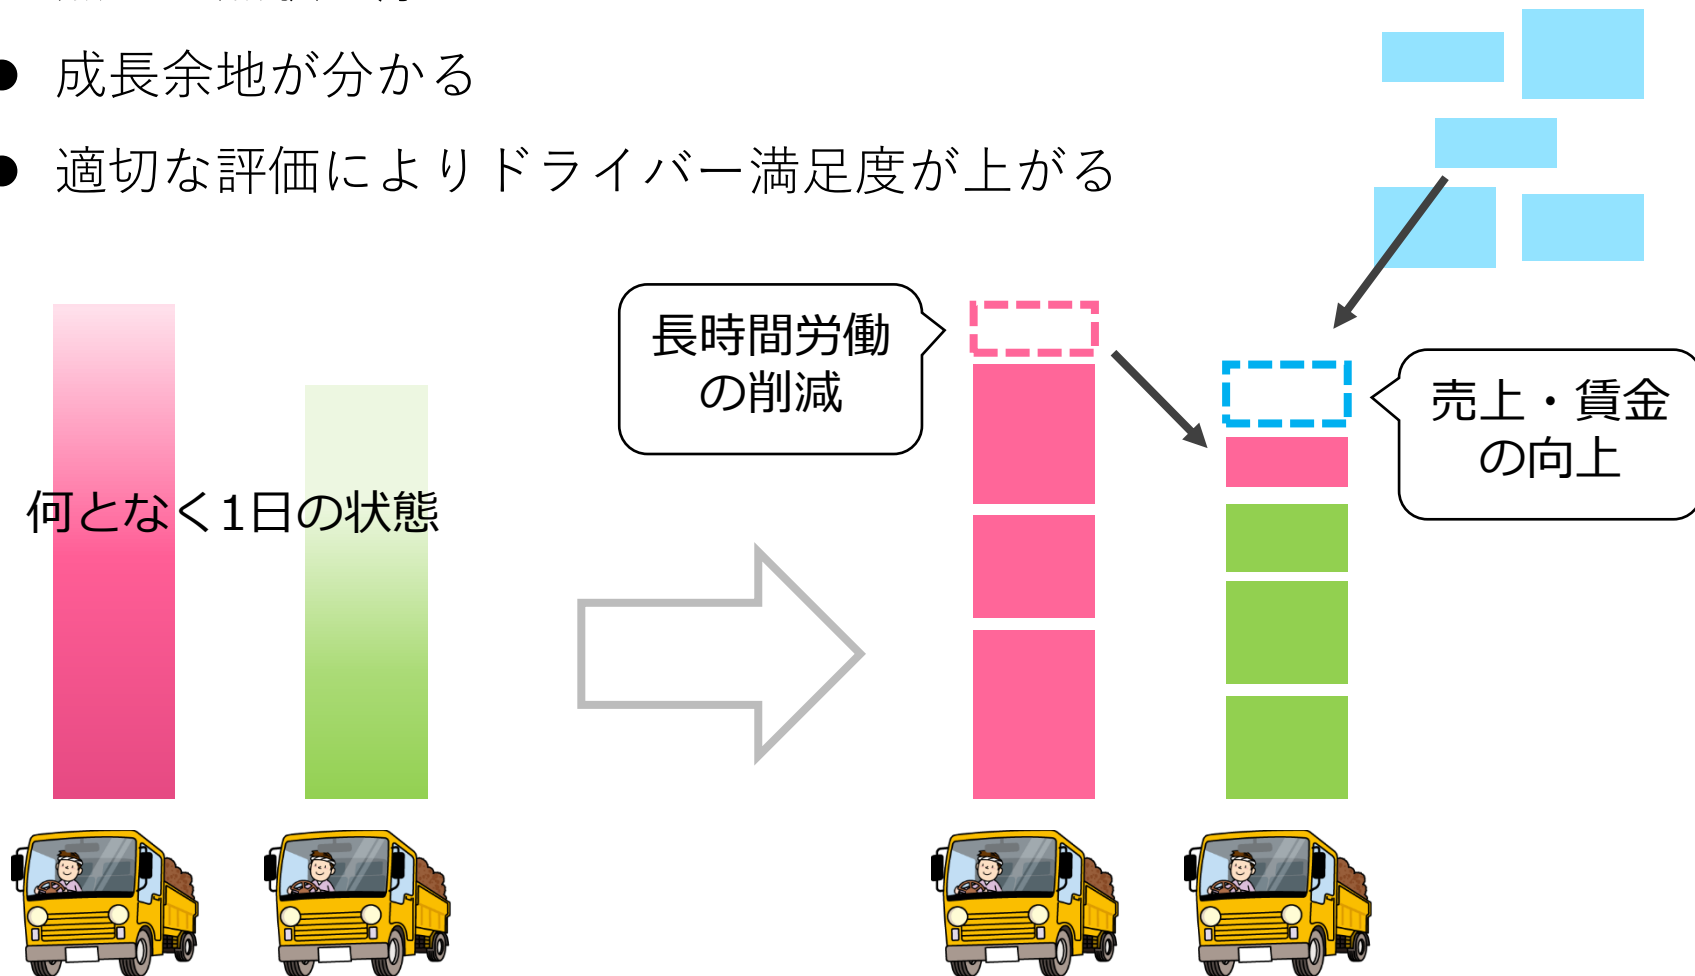 ● 成長余地が分かる
● 適切な評価によりドライバー満足度が上がる
長時間労働
の削減
売上・賃金
の向上
何となく1日の状態